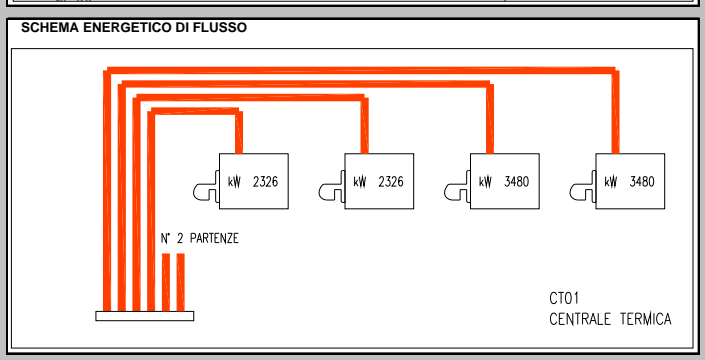 SCHEMA ENERGETICO DI FLUSSO
kW 2326
kW 2326
kW 3480
kW 3480
N° 2 PARTENZE
CT01
CENTRALE TERMICA